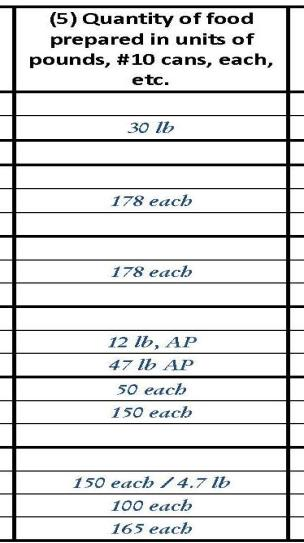 (5) Quantity of food
prepared in units of
pounds, #10 cans, each,
etc.
30 lb
178 each
178 each
12 lb, AP
47 lb AP
50 each
150 each
150 each / 4.7 lb
100 each
165 each